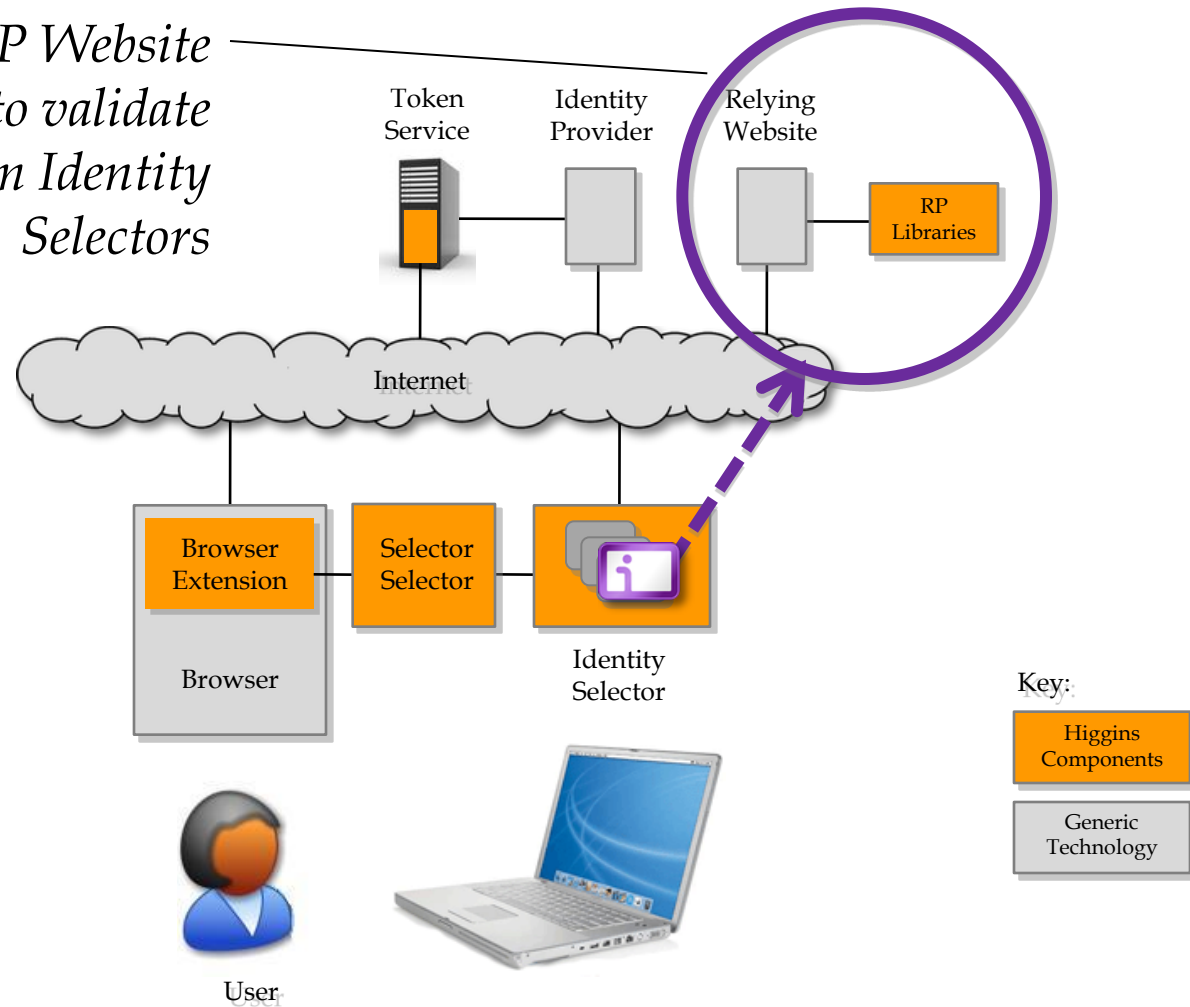 P Website
to validate
n Identity
Selectors
Token
Service
Identity
Provider
Relying
Website
RP
Libraries
Internet
Browser
Extension
Selector
Selector
Browser
Identity
Selector
Key:
Higgins
Components
Generic
Technology
User